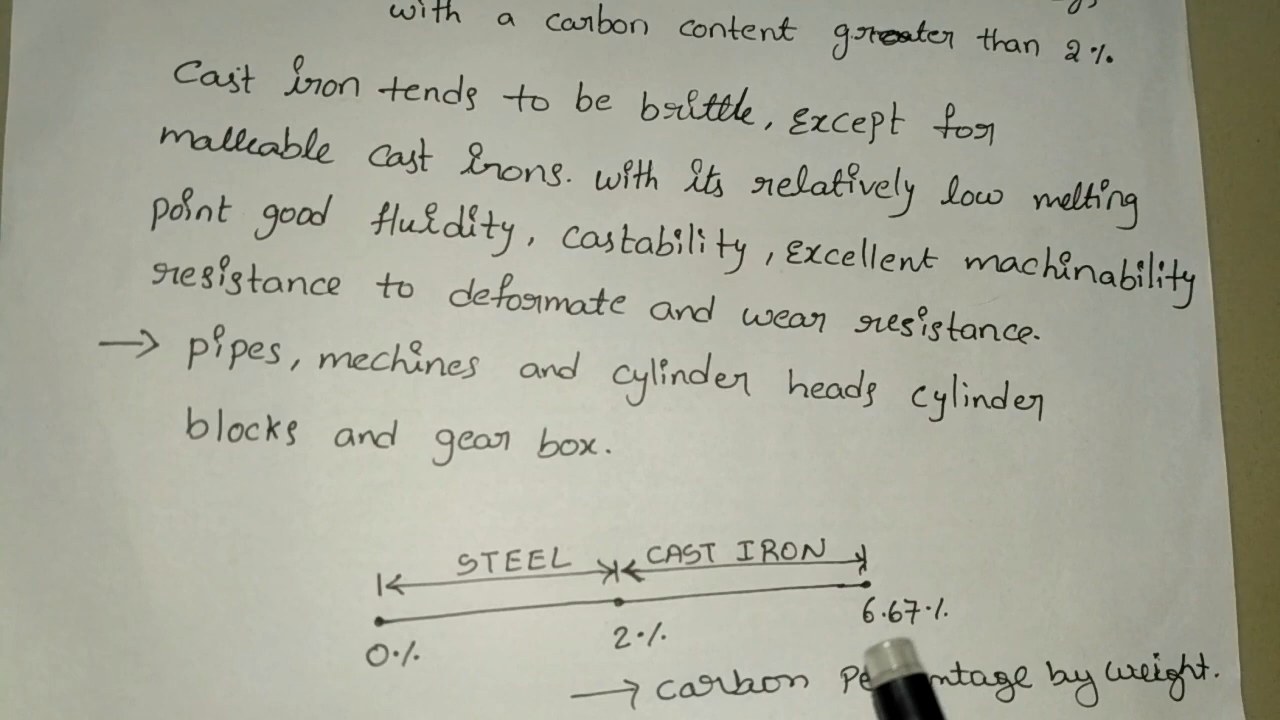 with a carbon content greater than 2%.
Cast iron tends to be brittle, except for
malleable cast irons. with its relatively low melting
point good fluidity, castability, excellent machinability
resistance to deformate and wear resistance.
→ pipes, mechines and cylinder heads cylinder
blocks and gear box.
STEEL CAST IRON
0% 2% 6.67%
→ carbon by weight.